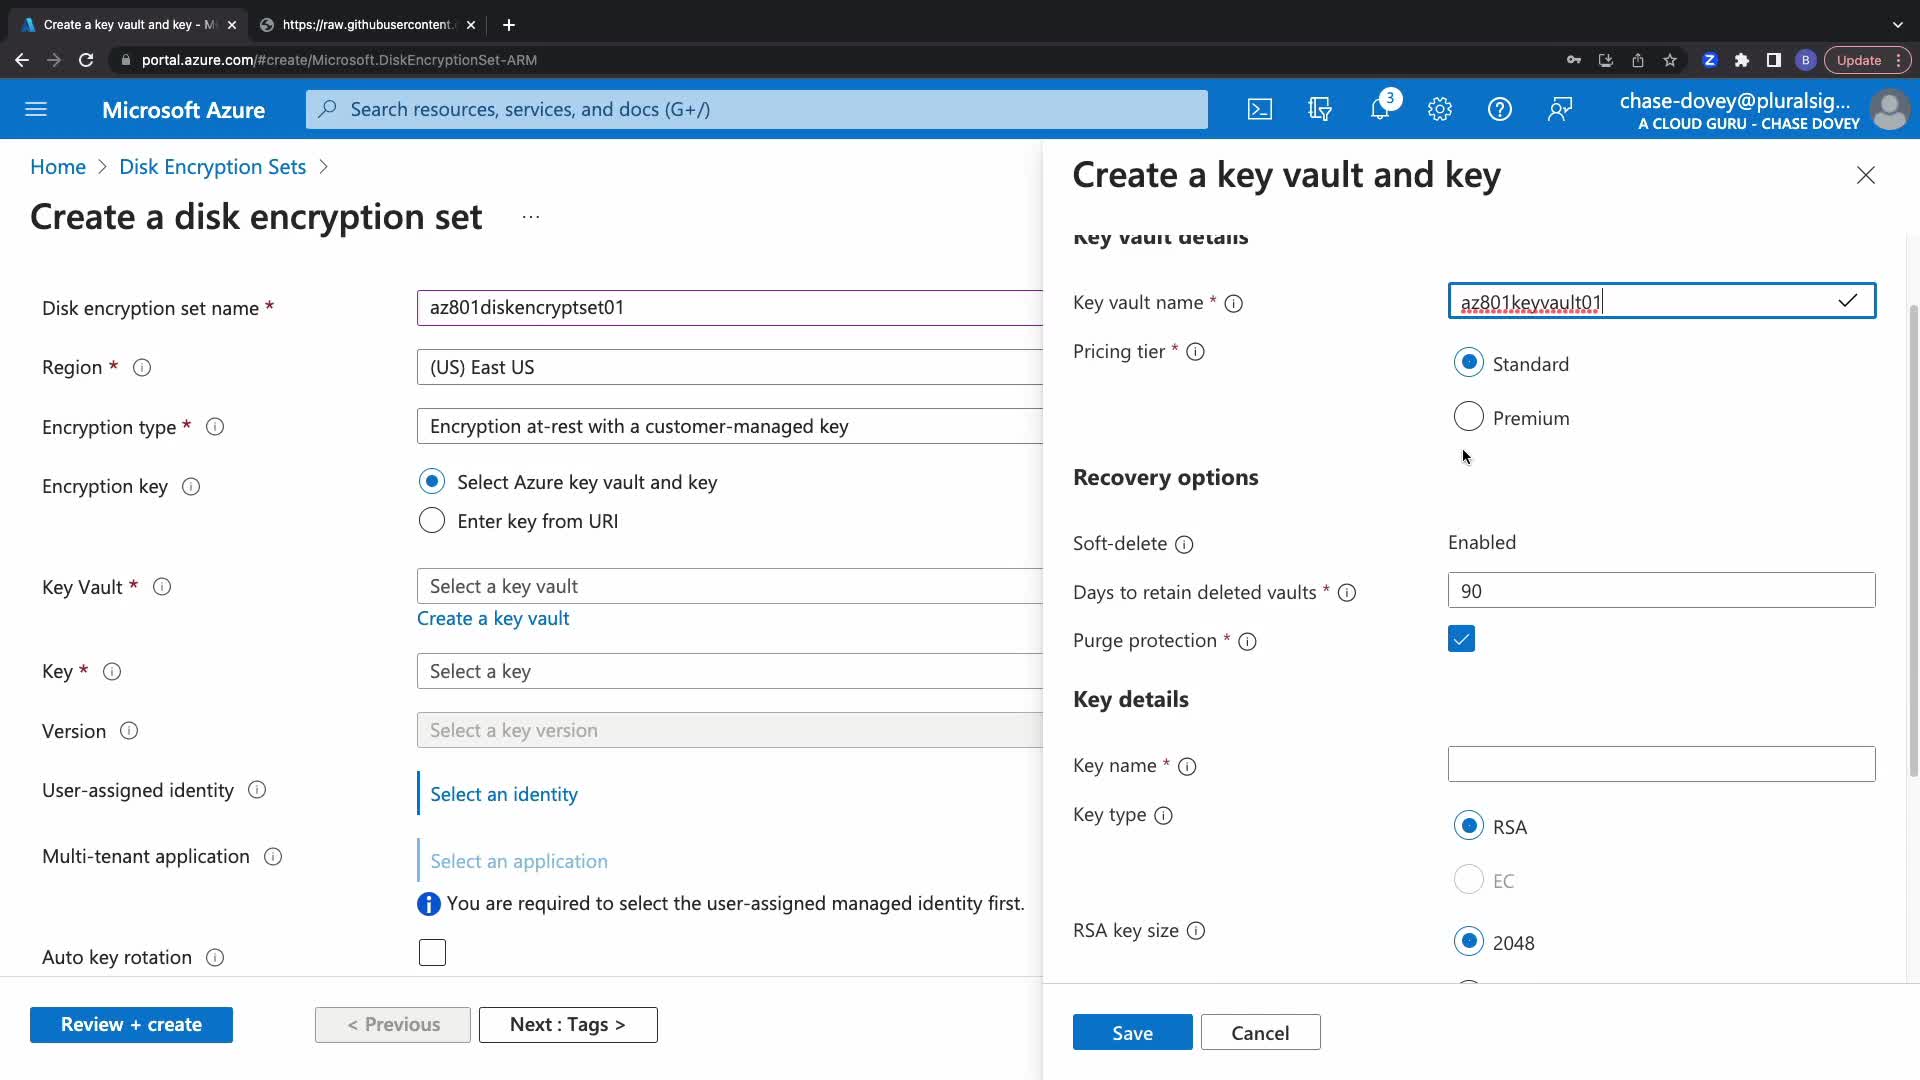 Create a key vault and key - M
https://raw.githubusercontent.
portal.azure.com/#create/Microsoft.DiskEncryptionSet-ARM
Z
B
Update
Microsoft Azure
Search resources, services, and docs (G+/)
3
chase-dovey@pluralsig...
A CLOUD GURU - CHASE DOVEY
Home > Disk Encryption Sets >
Create a disk encryption set ...
Disk encryption set name *
az801diskencryptset01
Region *
(US) East US
Encryption type *
Encryption at-rest with a customer-managed key
Encryption key
Select Azure key vault and key
Enter key from URI
Key Vault *
Select a key vault
Create a key vault
Key *
Select a key
Version
Select a key version
User-assigned identity
Select an identity
Multi-tenant application
Select an application
You are required to select the user-assigned managed identity first.
Auto key rotation
Review + create
< Previous
Next : Tags >
Create a key vault and key
Key vault details
Key vault name *
az801keyvault01
Pricing tier *
Standard
Premium
Recovery options
Soft-delete
Enabled
Days to retain deleted vaults *
90
Purge protection *
Key details
Key name *
Key type
RSA
EC
RSA key size
2048
Save
Cancel